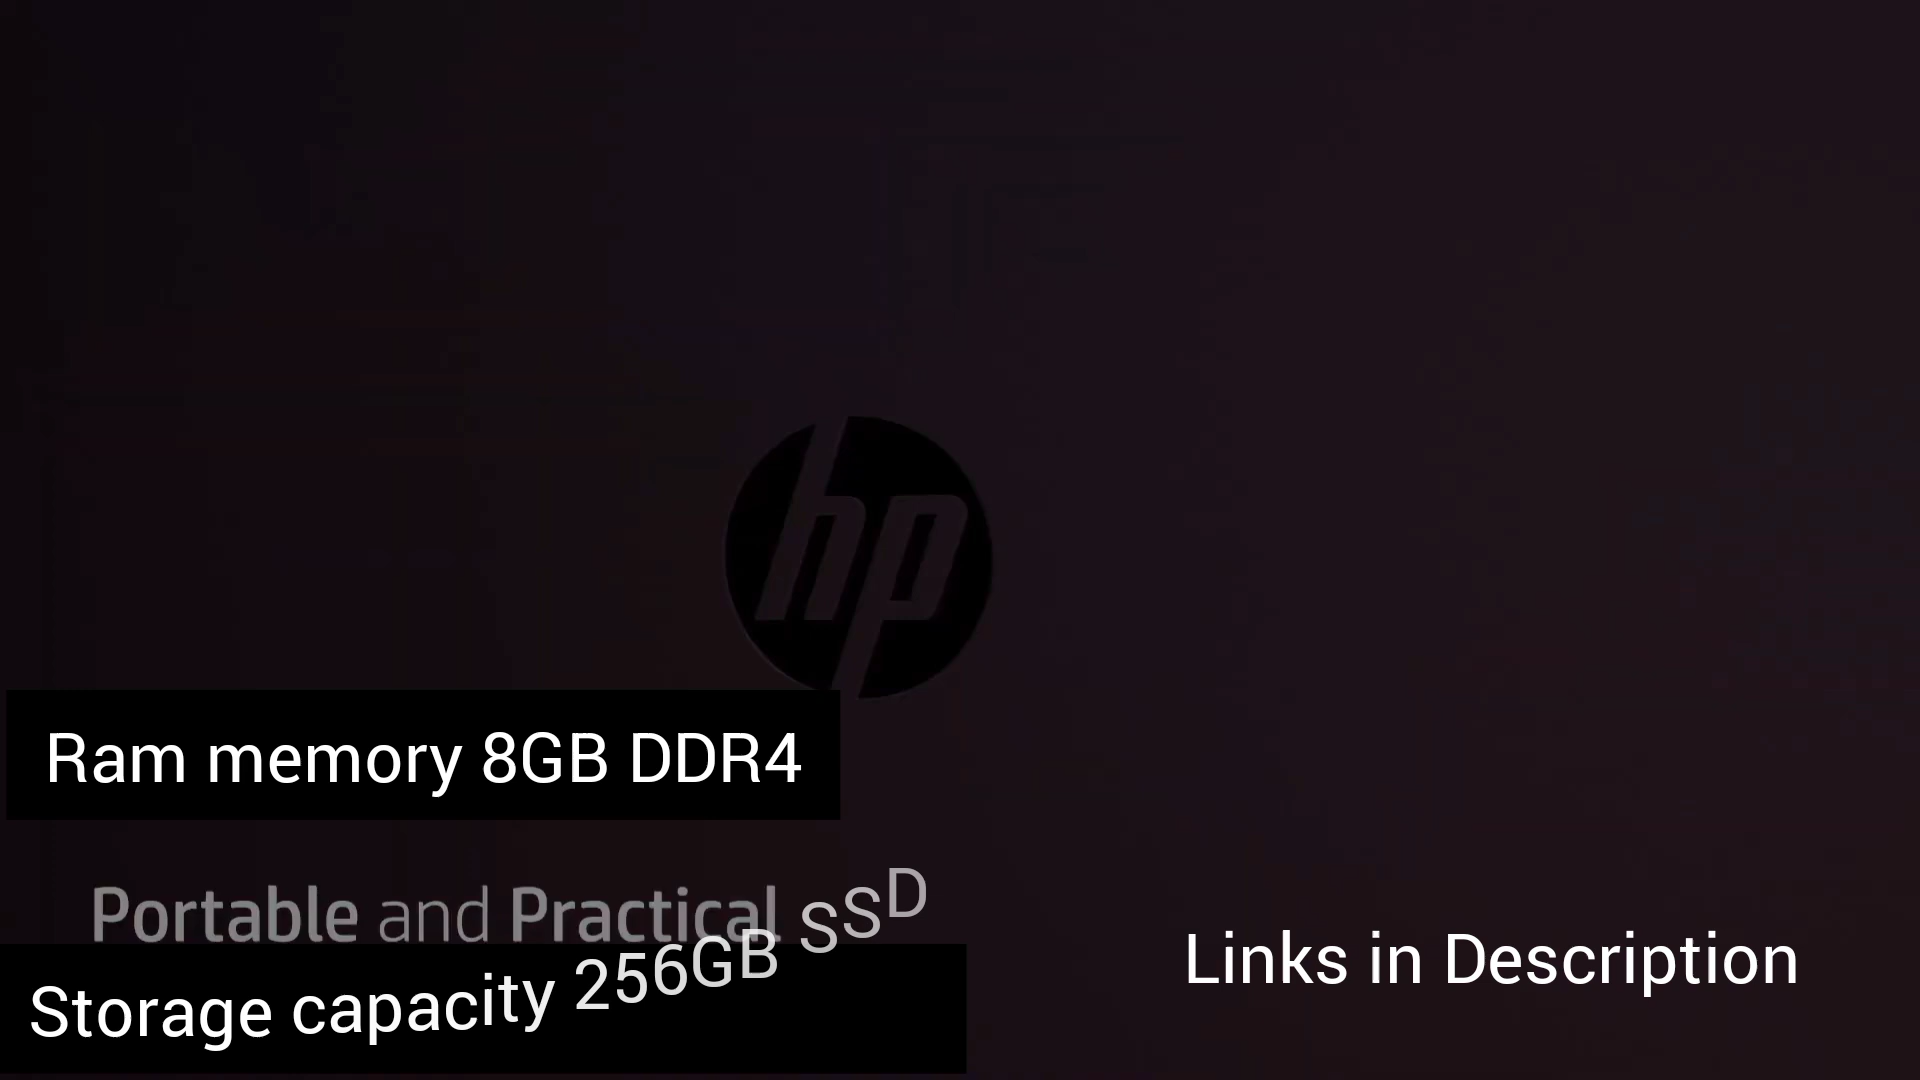 hp
Ram memory 8GB DDR4
Portable and Practical
Storage capacity 256GB SSD
Links in Description